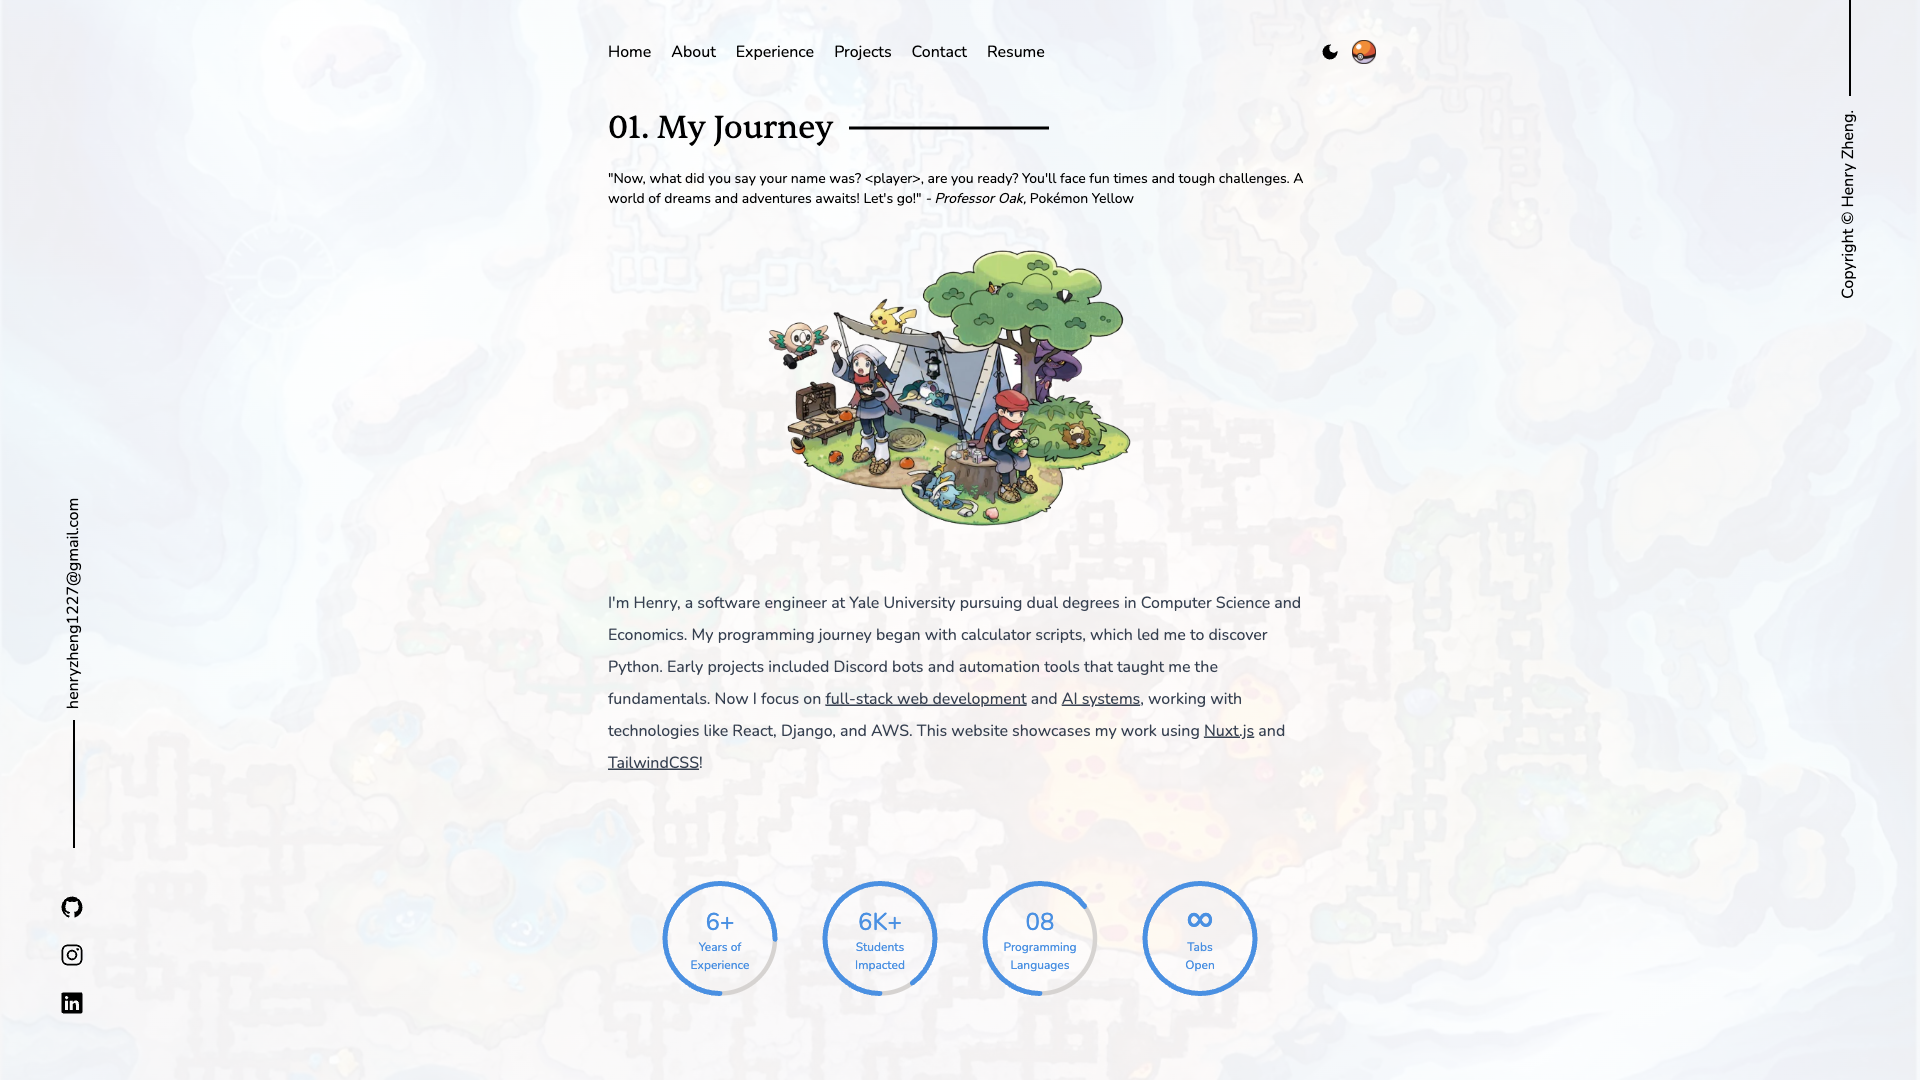 Home About Experience Projects Contact Resume
01. My Journey
"Now, what did you say your name was? <player>, are you ready? You'll face fun times and tough challenges. A
world of dreams and adventures awaits! Let's go!" - Professor Oak, Pokémon Yellow
I'm Henry, a software engineer at Yale University pursuing dual degrees in Computer Science and
Economics. My programming journey began with calculator scripts, which led me to discover
Python. Early projects included Discord bots and automation tools that taught me the
fundamentals. Now I focus on full-stack web development and AI systems, working with
technologies like React, Django, and AWS. This website showcases my work using Nuxt.js and
TailwindCSS!
6+
Years of
Experience
6K+
Students
Impacted
08
Programming
Languages
∞
Tabs
Open
henryzheng1227@gmail.com
Copyright © Henry Zheng.